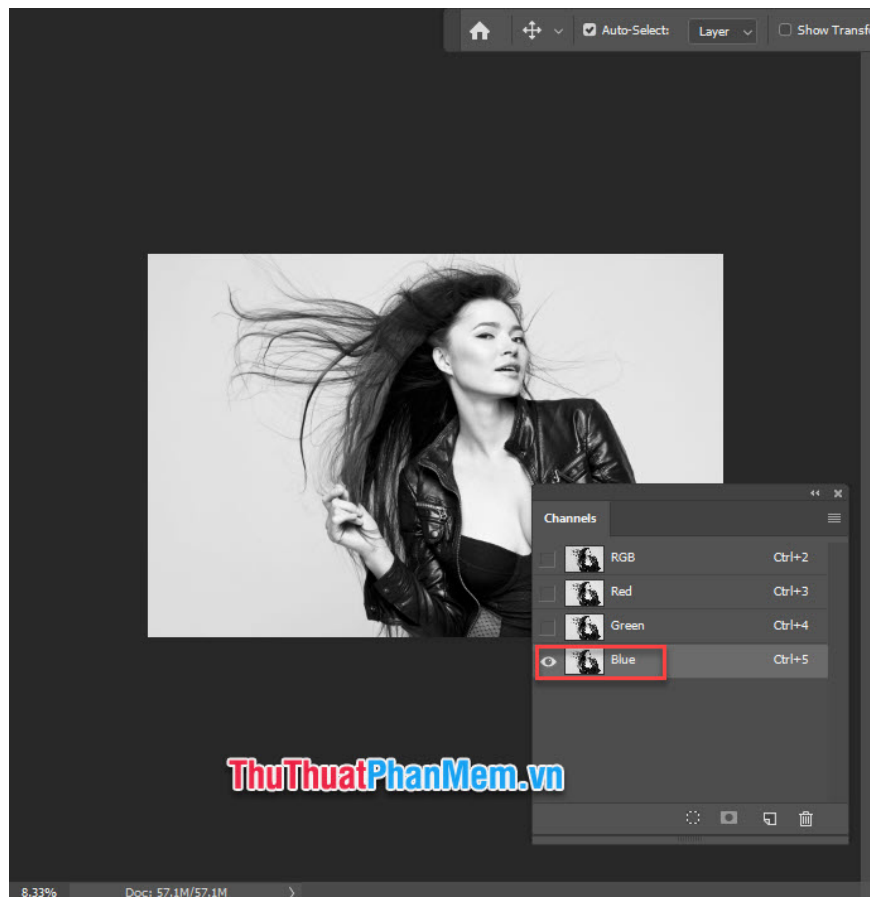 Auto-Select: Layer Show Transf
Channels
RGB Ctrl+2
Red Ctrl+3
Green Ctrl+4
Blue Ctrl+5
ThuThuatPhanMem.vn
8.33% Doc: 57.1M/57.1M